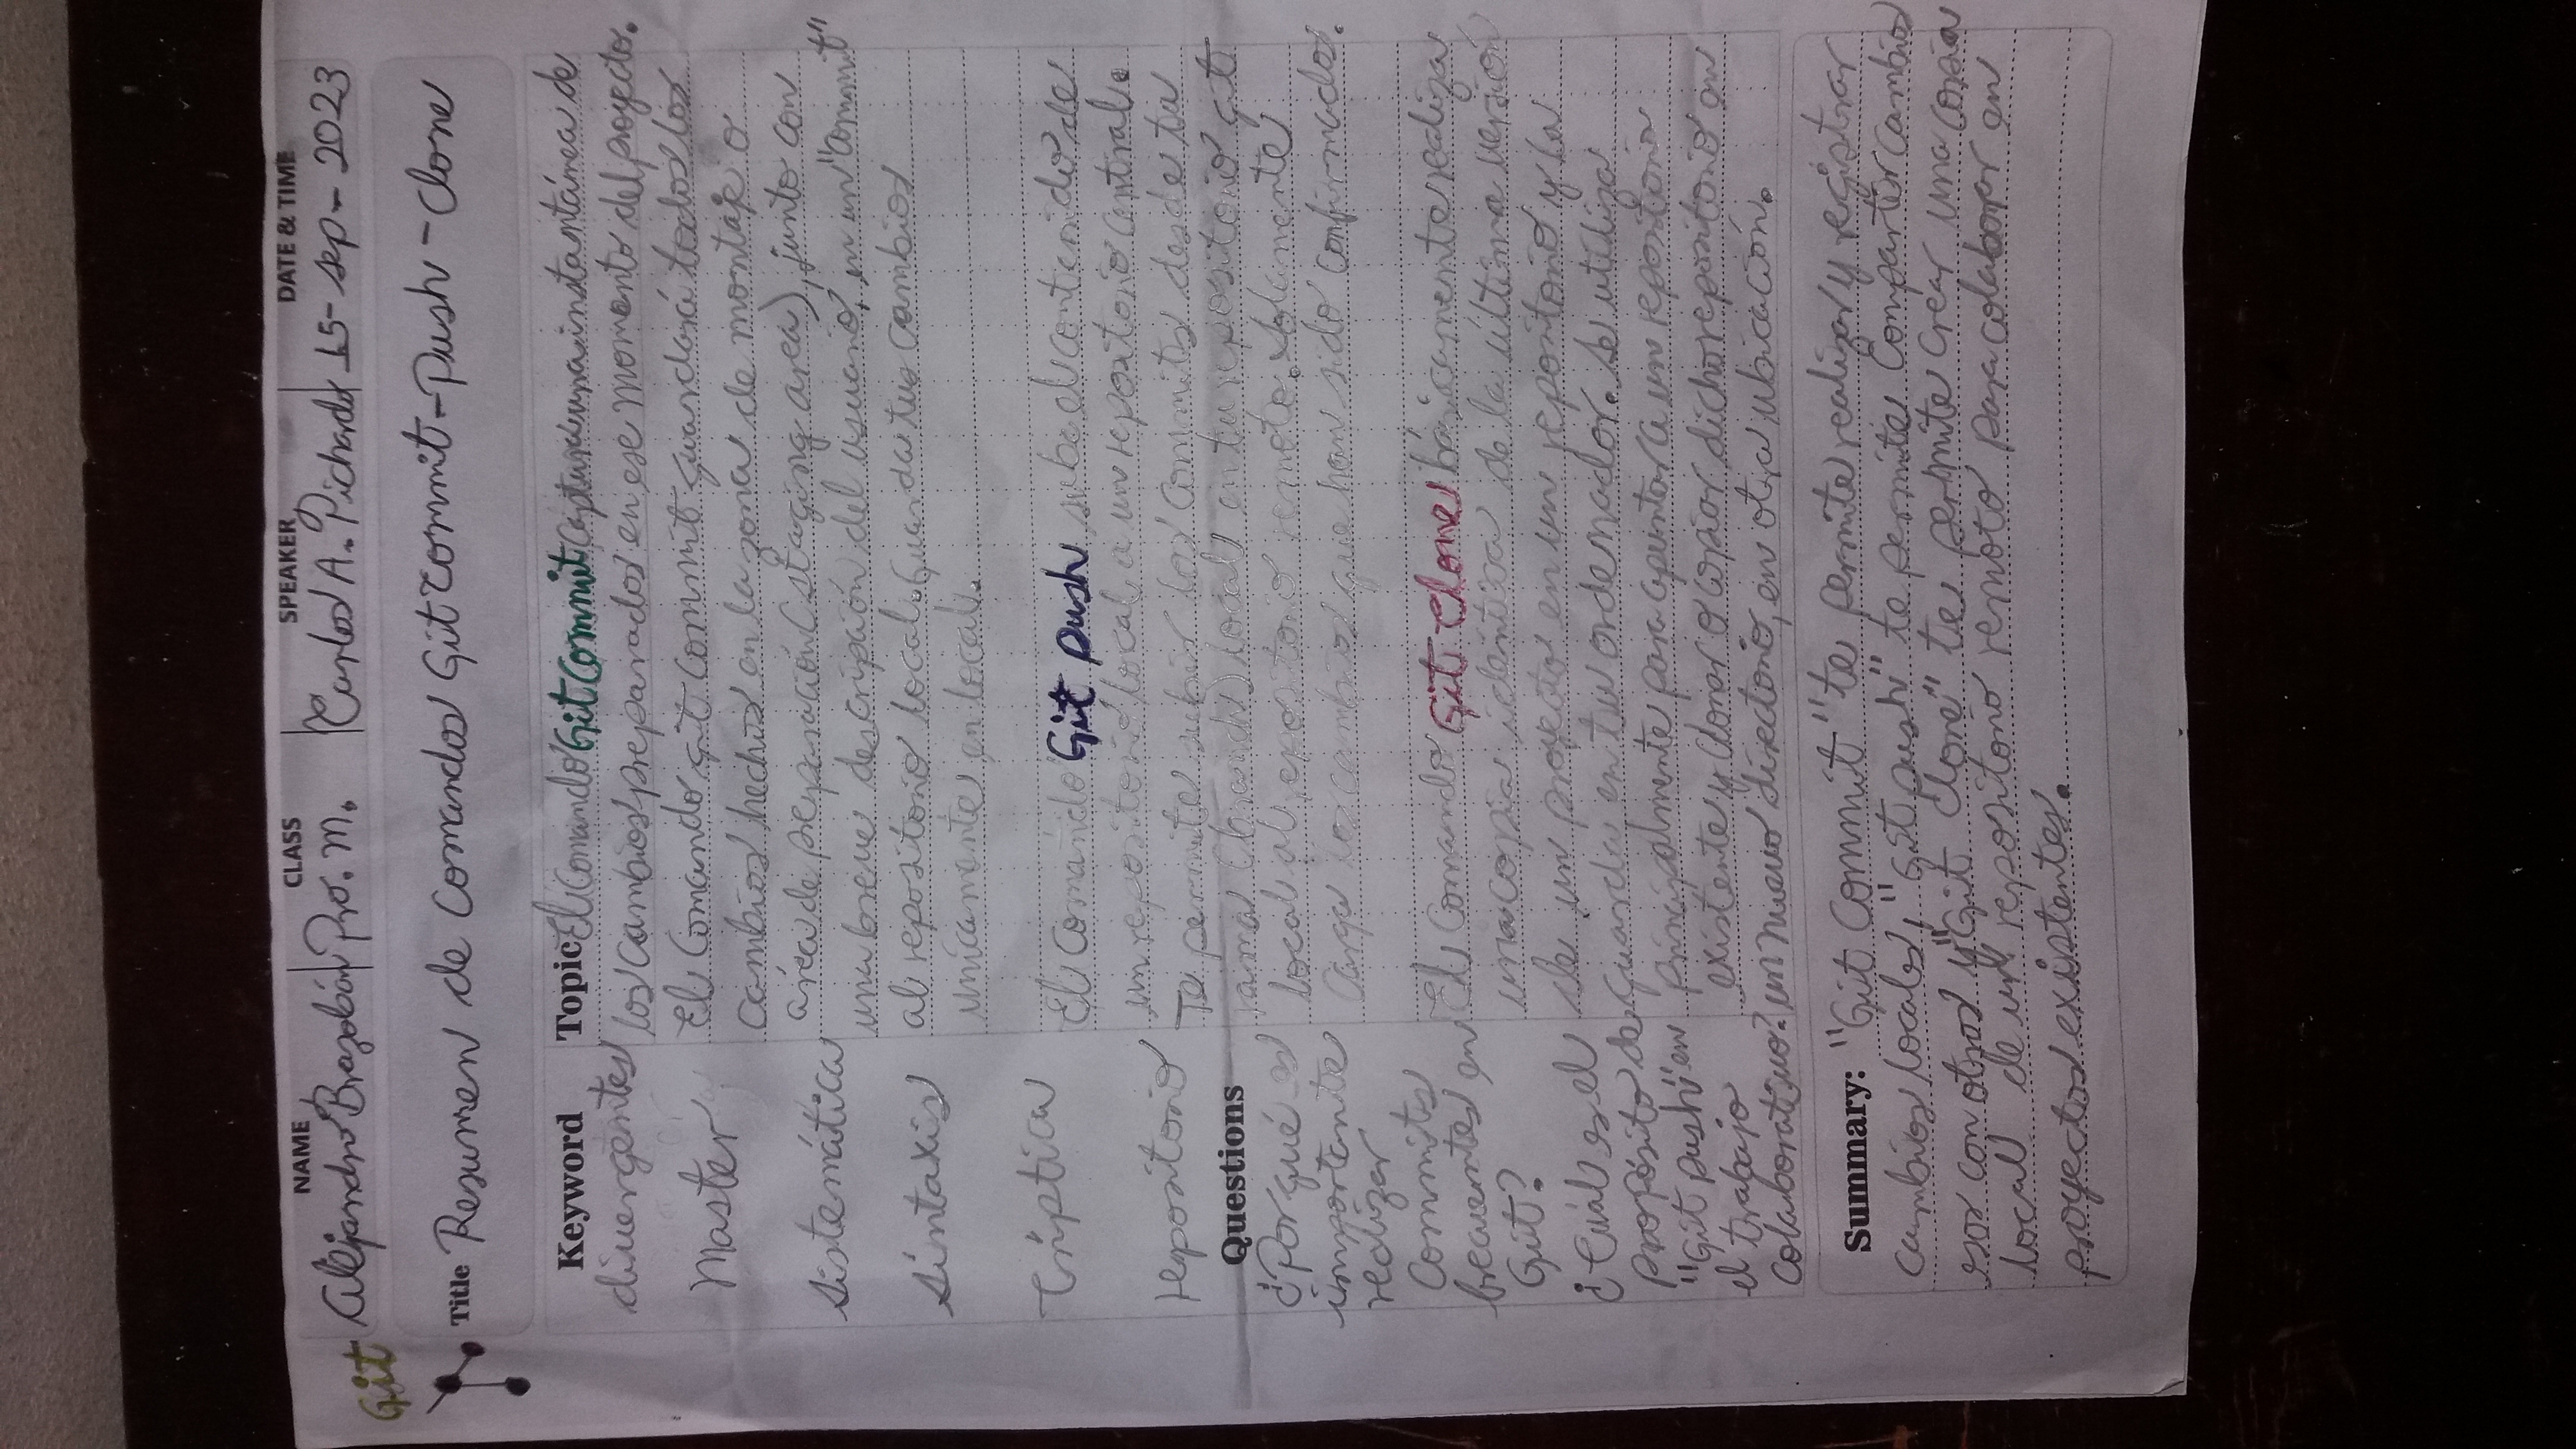 NAME CLASS SPEAKER DATE & TIME
Alejandro Brazobán Pro. M. Carlos A. Pichardo 15-sep-2023
Git
Title Resumen de Comandos Git Commit-Push-Clone
Keyword
divergentes
Master
Sistemática
Síntaxis
Críptica
repositorio
Questions
¿Por qué es
importante
realizar
Commits
frecuentes en
Git?
¿Cuál es el
propósito de
"Git push" en
el trabajo
colaborativo?
Topic El Comando Git Commit Captura una instantánea de
los Cambios preparados en ese momento del proyecto.
El Comando git commit guardará todos los
cambios hechos en la zona de montaje o
área de preparación (staging area), junto con
una breve descripción del usuario, en un "Commit"
al repositorio local. Guarda tus Cambios
unicamente en local.
El Comando Git push sube el contenido de
un repositorio local a un repositorio Central.
Te permite subir los Commits desde tu
rama (branch) local en tu repositorio git
local al repositorio remoto. Solamente
Carga los cambios que han sido confirmados.
El Comando Git Clone básicamente realiza
una copia idéntica de la última versión
de un proyecto en un repositorio y la
guarda en tu ordenador. Se utiliza
principalmente para apuntar a un repositorio
existente y clonar o copiar dicho repositorio en
un nuevo directorio, en otra ubicación.
Summary: "Git Commit" te permite realizar y registrar
cambios locales, "Git push" te permite Compartir Cambios
esos con otros y "Git Clone" te permite Crear una copia
local de un repositorio remoto para colaborar en
proyectos existentes.